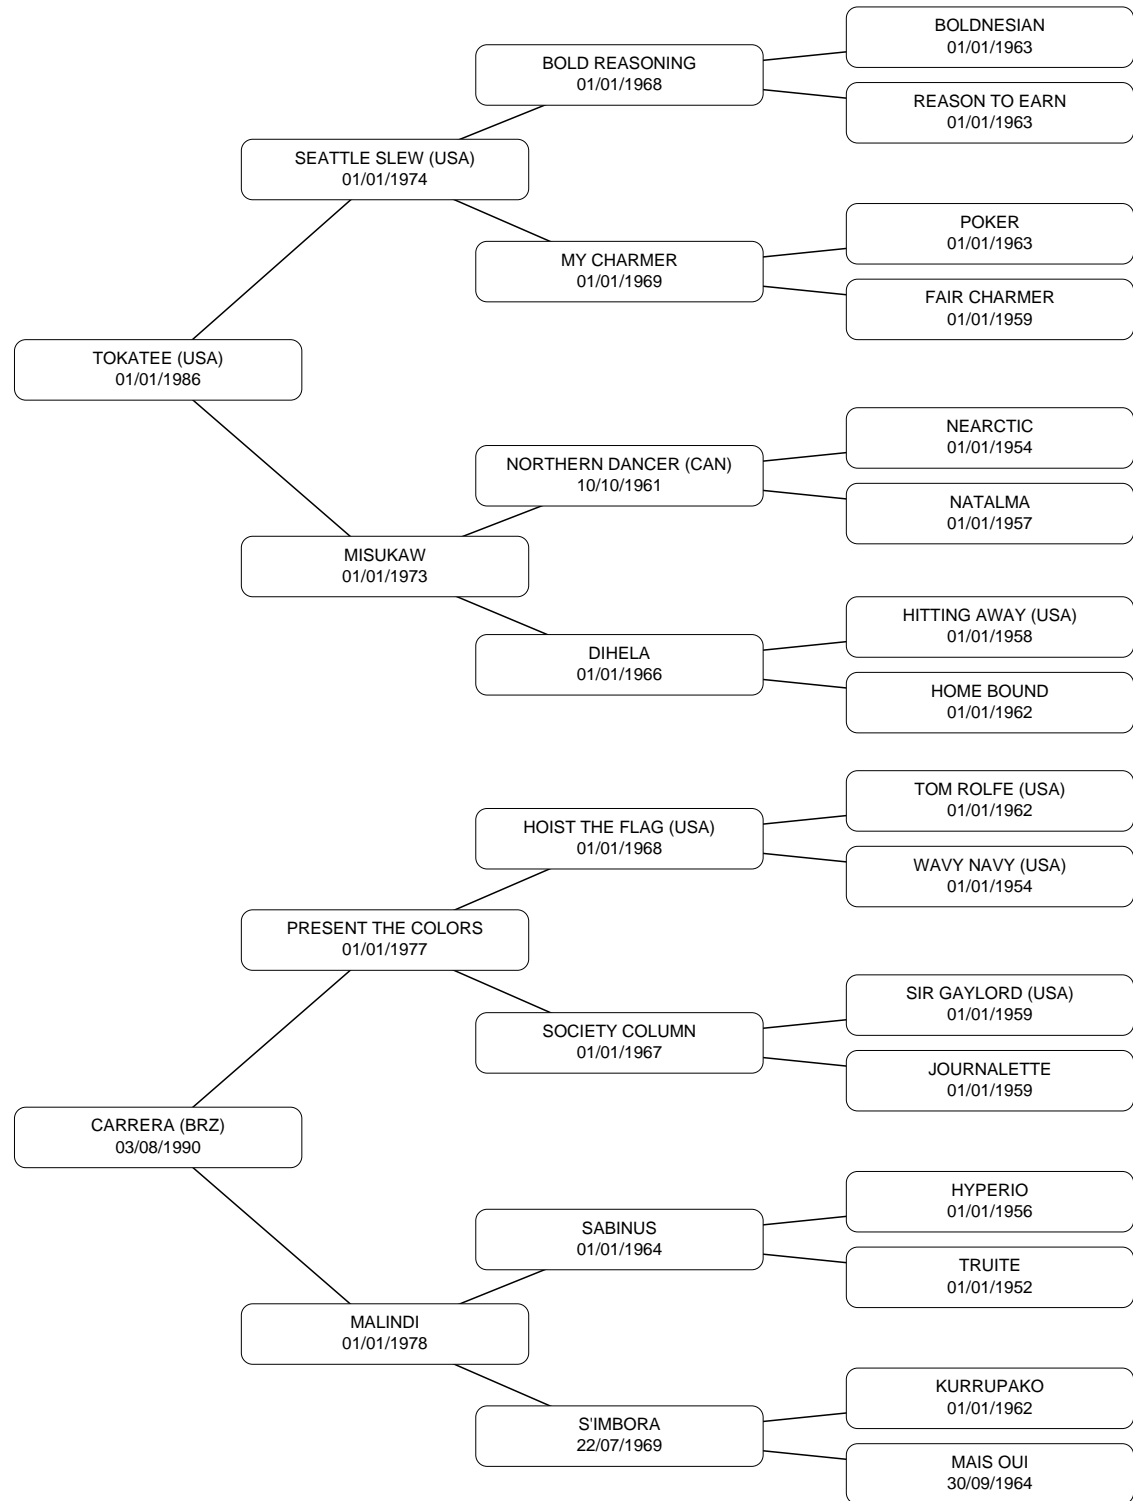 BOLDNESIAN
01/01/1963
BOLD REASONING
01/01/1968
REASON TO EARN
01/01/1963
SEATTLE SLEW (USA)
01/01/1974
POKER
01/01/1963
MY CHARMER
01/01/1969
FAIR CHARMER
01/01/1959
TOKATEE (USA)
01/01/1986
NEARCTIC
01/01/1954
NORTHERN DANCER (CAN)
10/10/1961
NATALMA
01/01/1957
MISUKAW
01/01/1973
HITTING AWAY (USA)
01/01/1958
DIHELA
01/01/1966
HOME BOUND
01/01/1962
TOM ROLFE (USA)
01/01/1962
HOIST THE FLAG (USA)
01/01/1968
WAVY NAVY (USA)
01/01/1954
PRESENT THE COLORS
01/01/1977
SIR GAYLORD (USA)
01/01/1959
SOCIETY COLUMN
01/01/1967
JOURNALETTE
01/01/1959
CARRERA (BRZ)
03/08/1990
HYPERIO
01/01/1956
SABINUS
01/01/1964
TRUITE
01/01/1952
MALINDI
01/01/1978
KURRUPAKO
01/01/1962
S'IMBORA
22/07/1969
MAIS OUI
30/09/1964